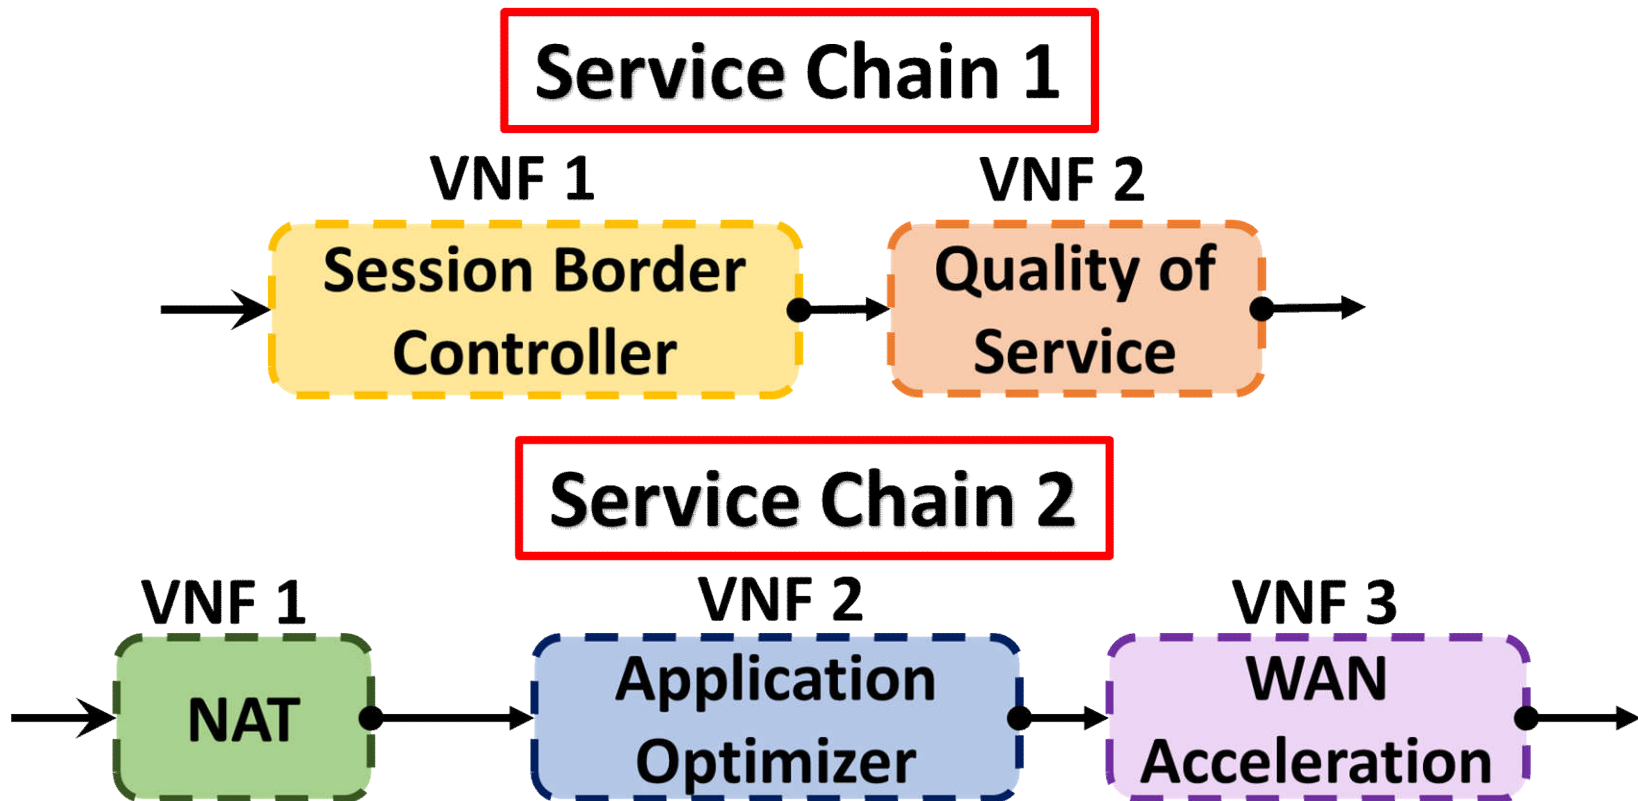 Service Chain 1
VNF 1
VNF 2
Session Border
Controller
Quality of
Service
Service Chain 2
VNF 1
VNF 2
VNF 3
NAT
Application
Optimizer
WAN
Acceleration